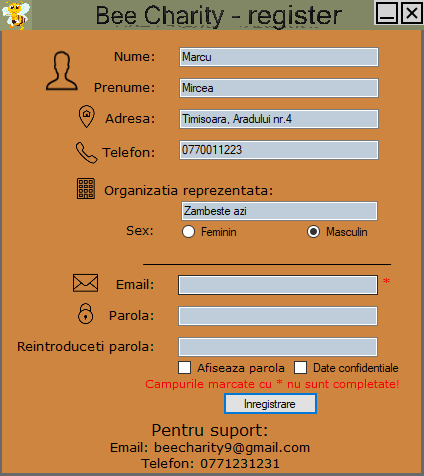 Bee Charity - register
Nume: Marcu
Prenume: Mircea
Adresa: Timisoara, Aradului nr.4
Telefon: 0770011223
Organizatia reprezentata:
Zambeste azi
Sex: Feminin Masculin
Email: *
Parola:
Reintroduceti parola:
Afiseaza parola Date confidentiale
Campurile marcate cu * nu sunt completate!
Inregistrare
Pentru suport:
Email: beecharity9@gmail.com
Telefon: 0771231231